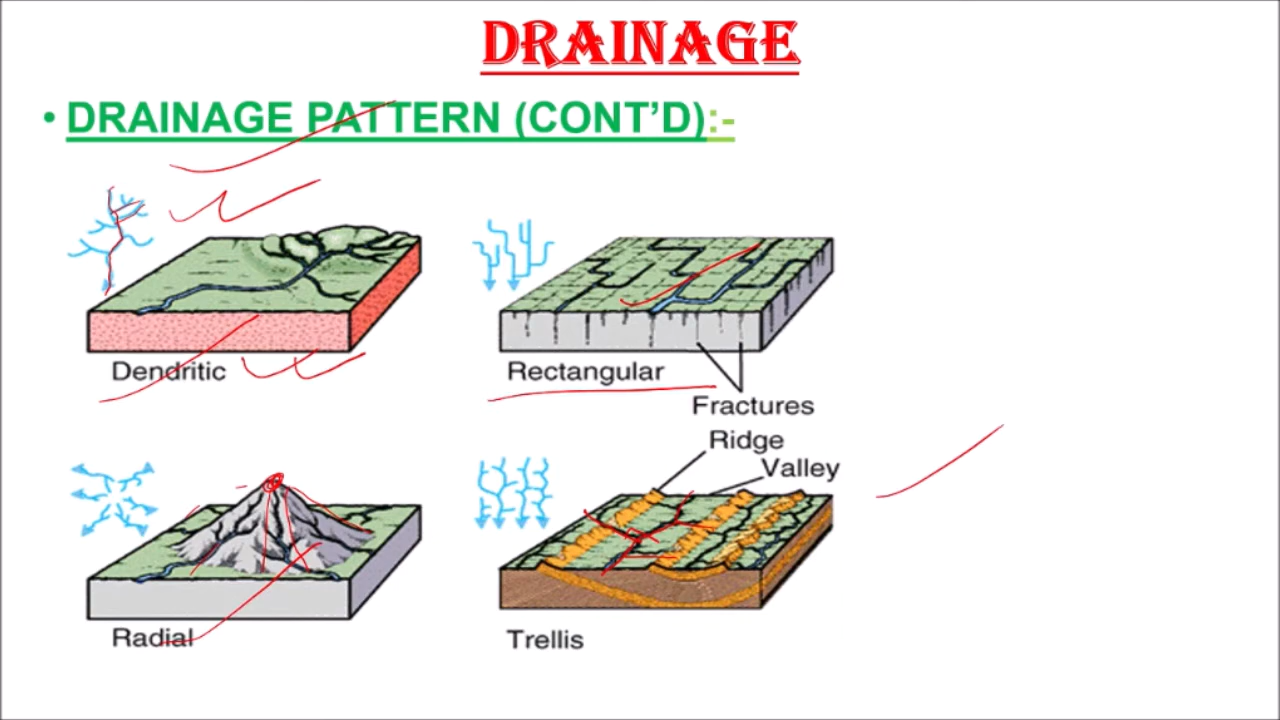 DRAINAGE
• DRAINAGE PATTERN (CONT'D):-
Dendritic
Rectangular
Fractures
Ridge
Valley
Radial
Trellis